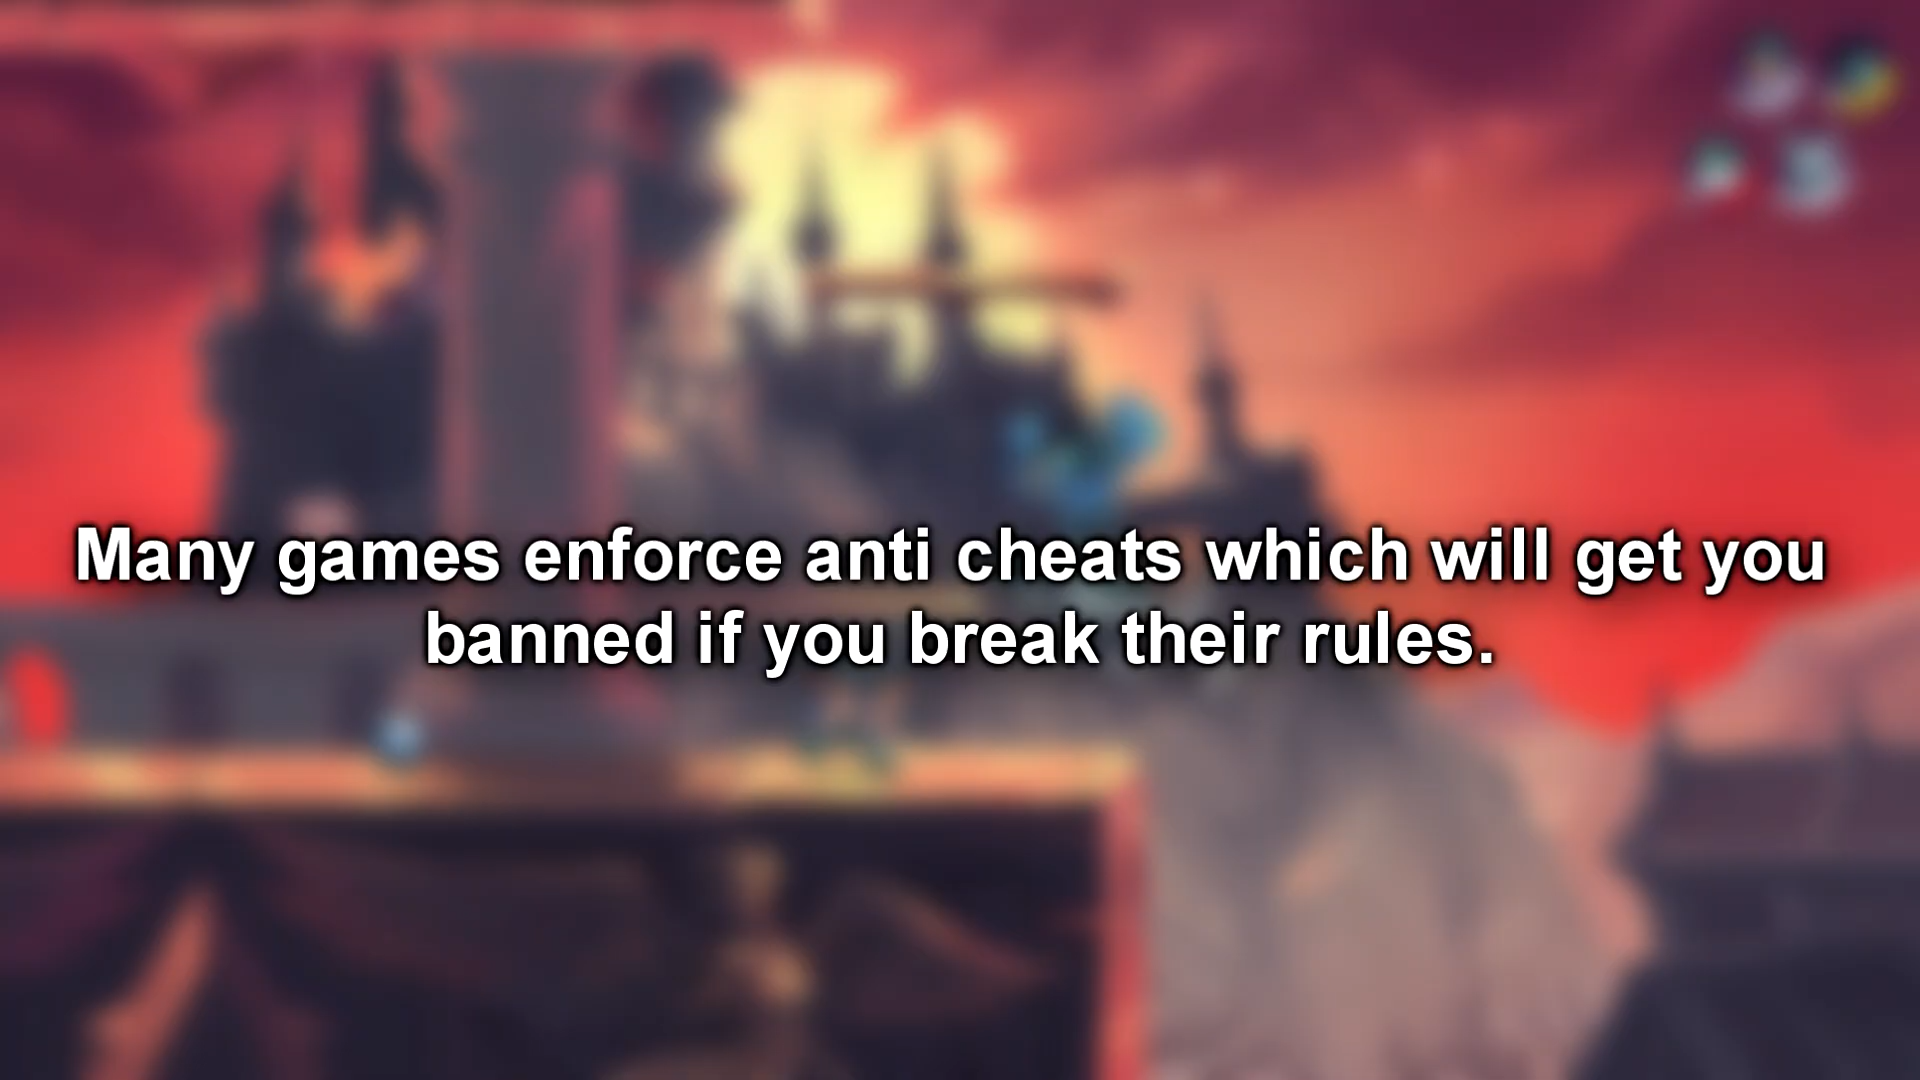 Many games enforce anti cheats which will get you
banned if you break their rules.